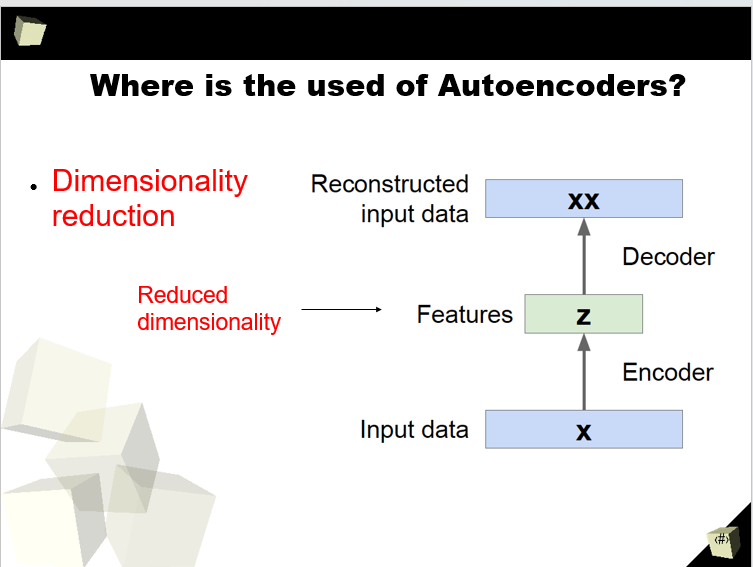 Where is the used of Autoencoders?
• Dimensionality
reduction
Reconstructed
input data
xx
Decoder
Reduced
dimensionality
Features
z
Encoder
Input data
x
‹#›